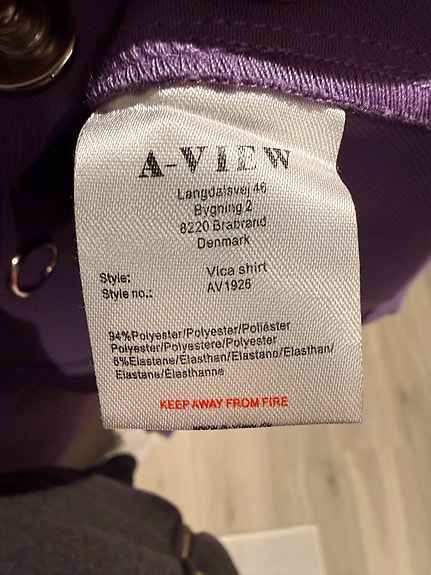 A-VIEW
Langdalsvej 46
Bygning 2
8220 Brabrand
Denmark
Style: Vica shirt
Style no.: AV1926
94%Polyester/Polyester/Poliéster
Polyester/Polyestere/Polyester
6%Elastane/Elasthan/Elastano/Elasthan/
Elastane/Élasthanne
KEEP AWAY FROM FIRE